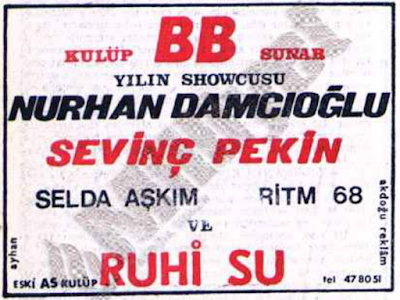 KULÜP BB SUNAR
YILIN SHOWCUSU
NURHAN DAMCIOĞLU
SEVİNÇ PEKİN
SELDA AŞKIM RİTM 68
VE
ESKİ AS KULÜP RUHİ SU tel 478051
ayhan
akdoğu reklâm